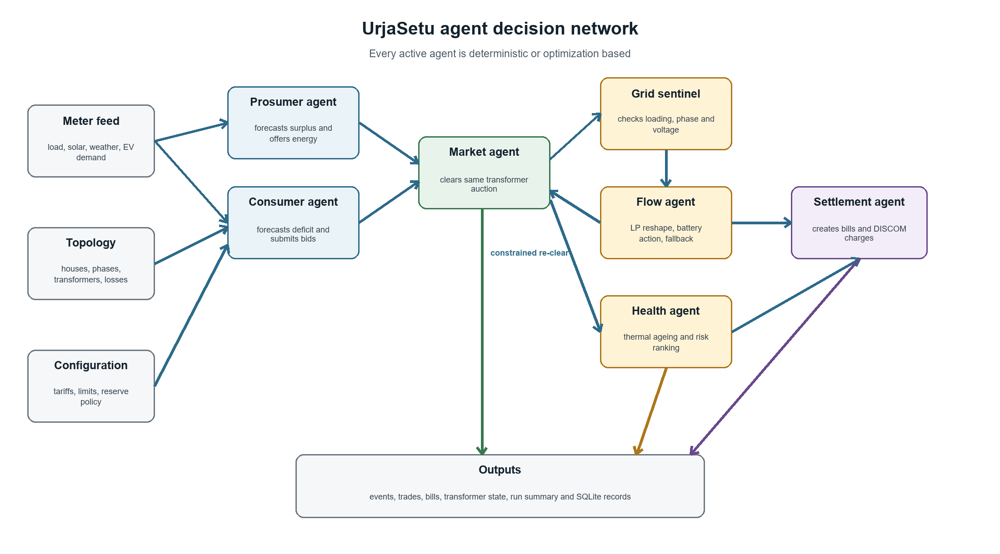 UrjaSetu agent decision network
Every active agent is deterministic or optimization based
Meter feed
load, solar, weather, EV
demand
Topology
houses, phases,
transformers, losses
Configuration
tariffs, limits, reserve
policy
Prosumer agent
forecasts surplus and
offers energy
Consumer agent
forecasts deficit and
submits bids
Market agent
clears same transformer
auction
constrained re-clear
Grid sentinel
checks loading, phase and
voltage
Flow agent
LP reshape, battery
action, fallback
Health agent
thermal ageing and risk
ranking
Settlement agent
creates bills and DISCOM
charges
Outputs
events, trades, bills, transformer state, run summary and SQLite records